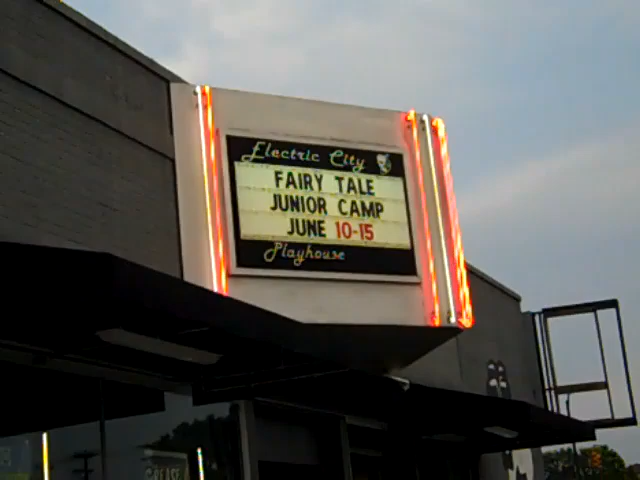 Electric City
FAIRY TALE
JUNIOR CAMP
JUNE 10-15
Playhouse